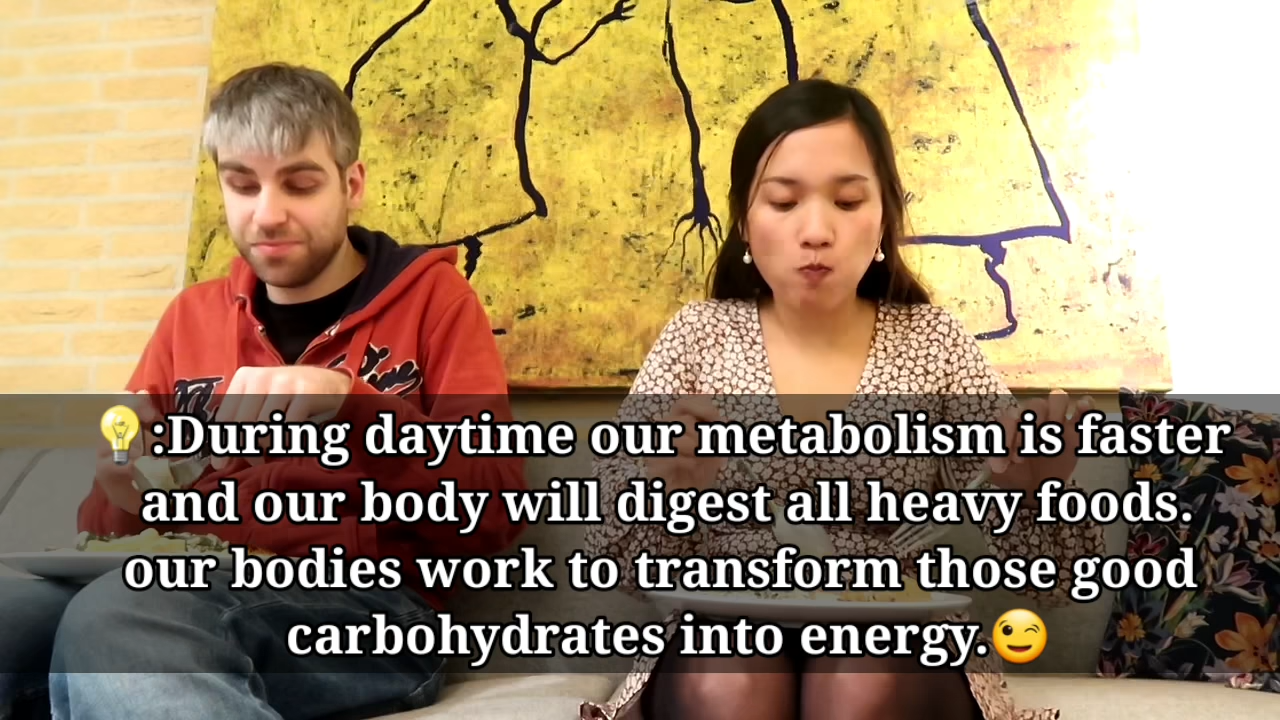 💡:During daytime our metabolism is faster
and our body will digest all heavy foods.
our bodies work to transform those good
carbohydrates into energy.😉